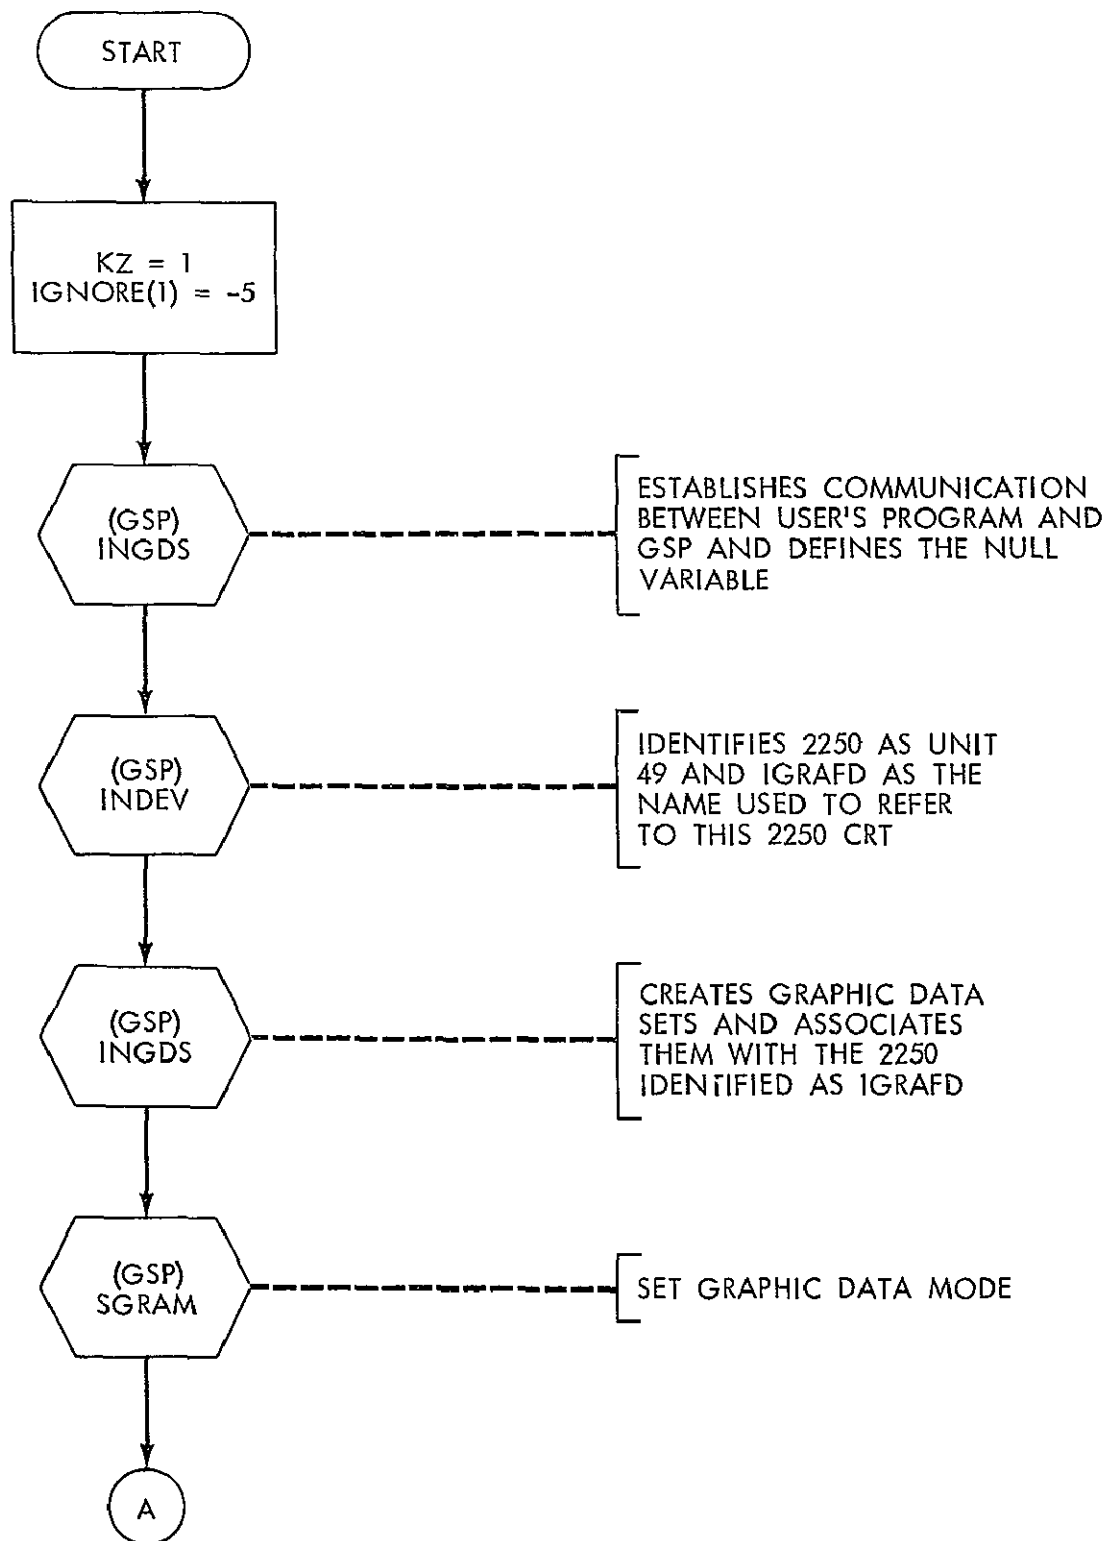 START
KZ = 1
IGNORE(1) = -5
(GSP)
INGDS
ESTABLISHES COMMUNICATION
BETWEEN USER'S PROGRAM AND
GSP AND DEFINES THE NULL
VARIABLE
(GSP)
INDEV
IDENTIFIES 2250 AS UNIT
49 AND IGRAFD AS THE
NAME USED TO REFER
TO THIS 2250 CRT
(GSP)
INGDS
CREATES GRAPHIC DATA
SETS AND ASSOCIATES
THEM WITH THE 2250
IDENTIFIED AS IGRAFD
(GSP)
SGRAM
SET GRAPHIC DATA MODE
A